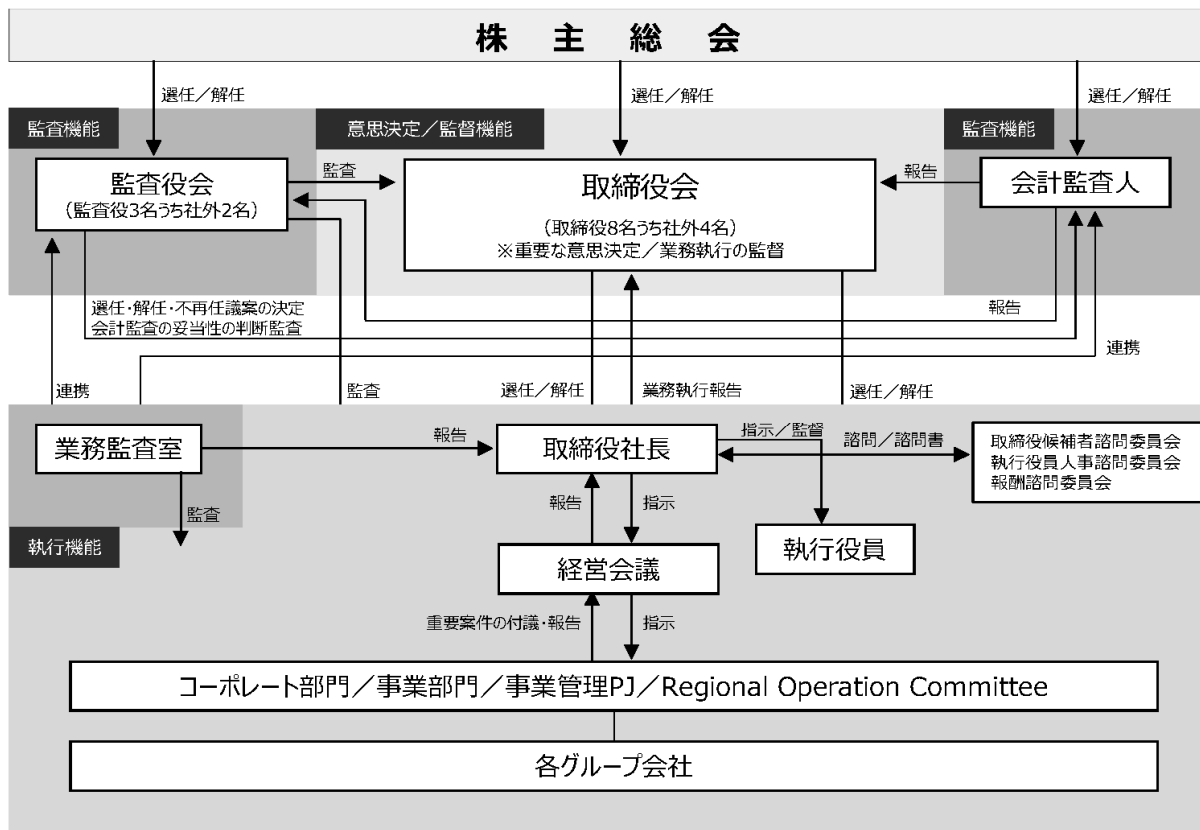 株主総会
選任／解任
選任／解任
選任／解任
監査機能
意思決定／監督機能
監査機能
監査役会
（監査役3名うち社外2名）
監査
取締役会
（取締役8名うち社外4名）
※重要な意思決定／業務執行の監督
報告
会計監査人
選任・解任・不再任議案の決定
会計監査の妥当性の判断監査
報告
連携
連携
監査
選任／解任
業務執行報告
選任／解任
業務監査室
報告
取締役社長
指示／監督
諮問／諮問書
取締役候補者諮問委員会
執行役員人事諮問委員会
報酬諮問委員会
監査
報告
指示
執行機能
経営会議
執行役員
重要案件の付議・報告
指示
コーポレート部門／事業部門／事業管理PJ／Regional Operation Committee
各グループ会社